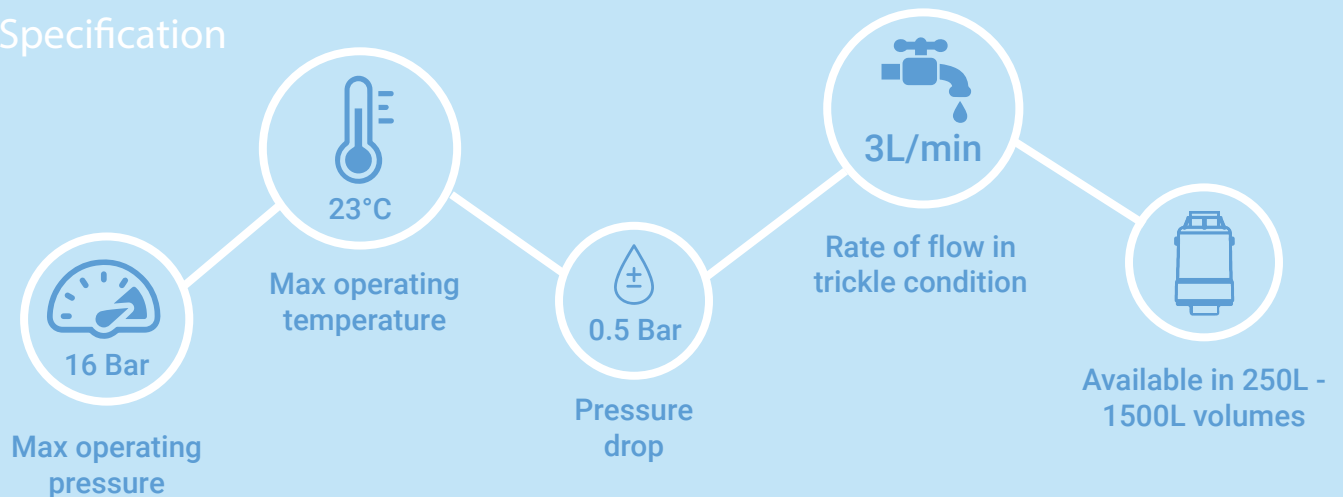 Specification
16 Bar
Max operating
pressure
23°C
Max operating
temperature
±
0.5 Bar
Pressure
drop
3L/min
Rate of flow in
trickle condition
Available in 250L -
1500L volumes